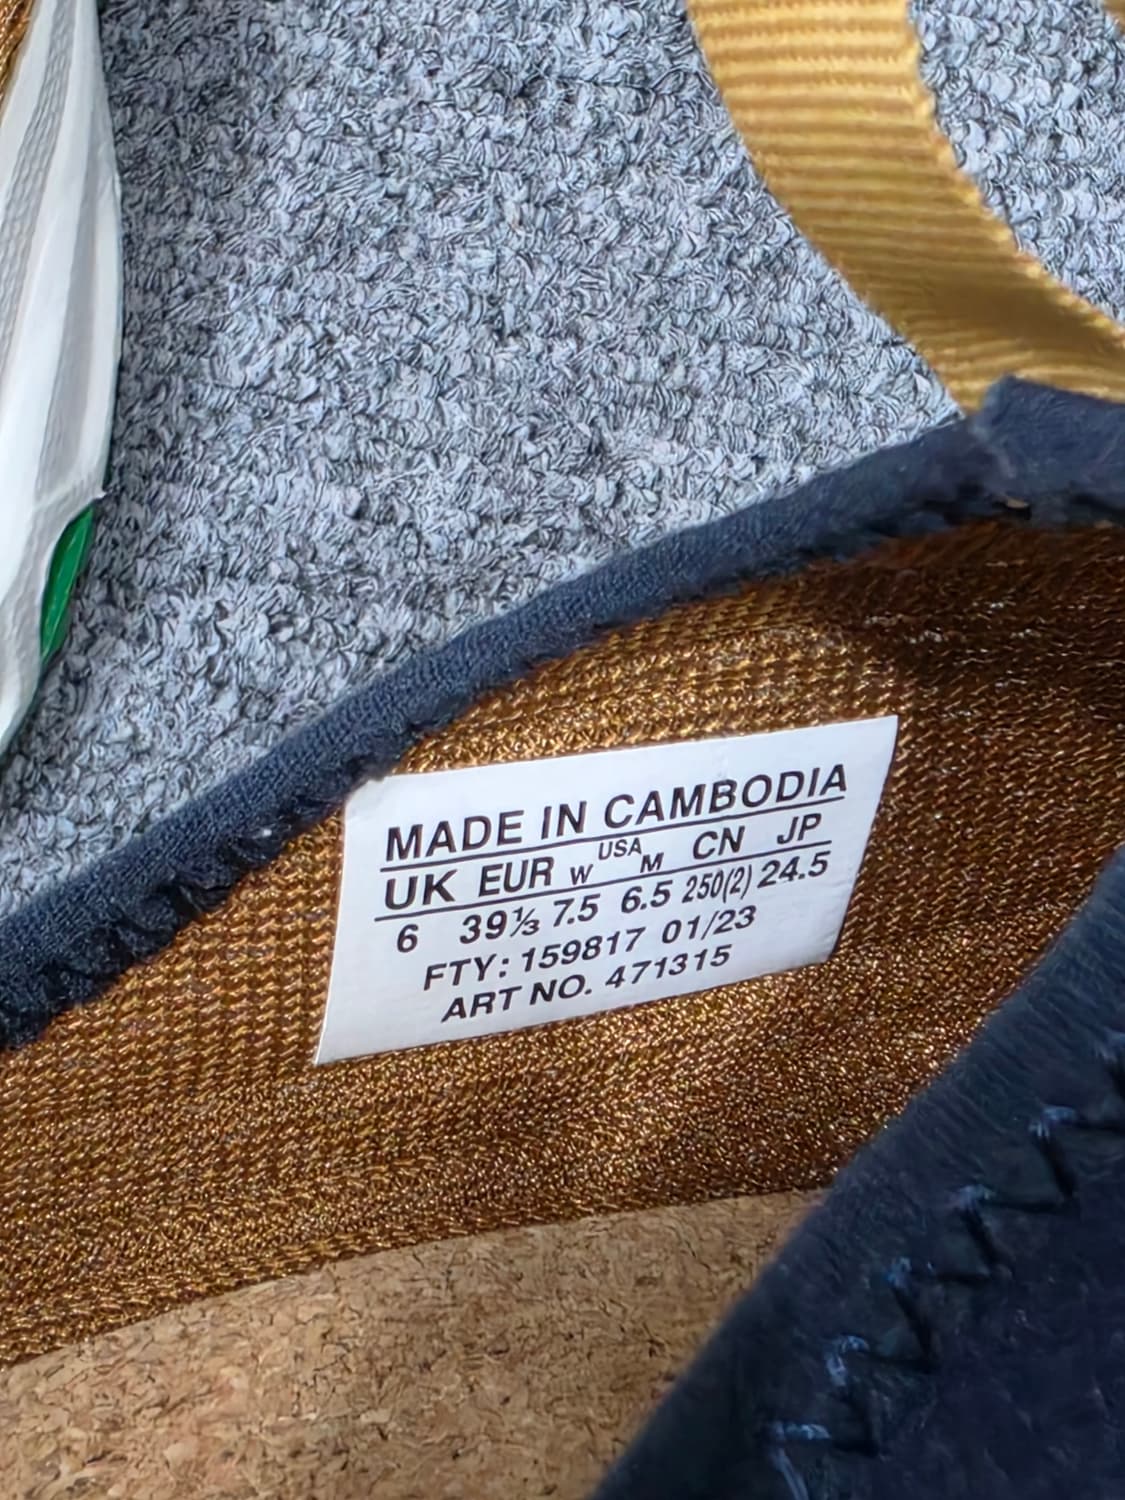 MADE IN CAMBODIA
UK EUR W USA M CN JP
6 39⅓ 7.5 6.5 250(2) 24.5
FTY: 159817 01/23
ART NO. 471315